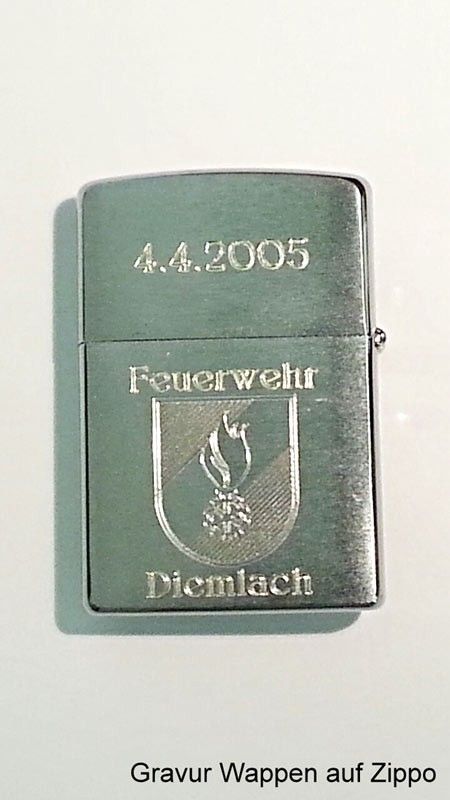 4.4.2005
Feuerwehr
Diemlach
Gravur Wappen auf Zippo